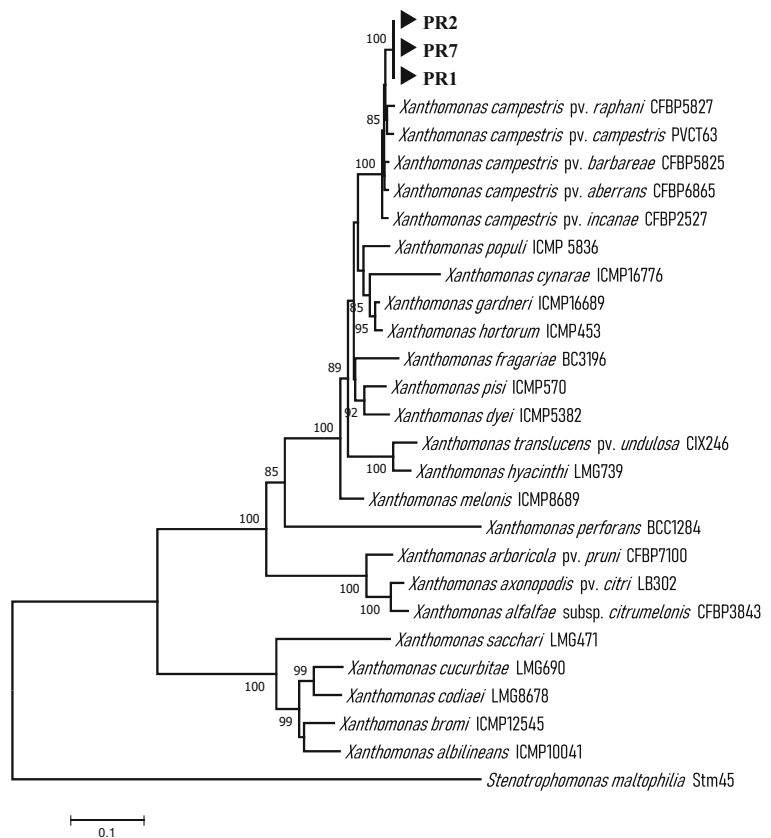 PR2
100
PR7
PR1
Xanthomonas campestris pv. raphani CFBP5827
85
Xanthomonas campestris pv. campestris PVCT63
100
Xanthomonas campestris pv. barbareae CFBP5825
Xanthomonas campestris pv. aberrans CFBP6865
Xanthomonas campestris pv. incanae CFBP2527
Xanthomonas populi ICMP 5836
Xanthomonas cynarae ICMP16776
85
Xanthomonas gardneri ICMP16689
95
Xanthomonas hortorum ICMP453
Xanthomonas fragariae BC3196
89
Xanthomonas pisi ICMP570
92
Xanthomonas dyei ICMP5382
100
Xanthomonas translucens pv. undulosa CIX246
100
Xanthomonas hyacinthi LMG739
85
Xanthomonas melonis ICMP8689
100
Xanthomonas perforans BCC1284
Xanthomonas arboricola pv. pruni CFBP7100
100
Xanthomonas axonopodis pv. citri LB302
100
Xanthomonas alfalfae subsp. citrumelonis CFBP3843
Xanthomonas sacchari LMG471
99
Xanthomonas cucurbitae LMG690
100
Xanthomonas codiaei LMG8678
99
Xanthomonas bromi ICMP12545
Xanthomonas albilineans ICMP10041
Stenotrophomonas maltophilia Stm45
0.1